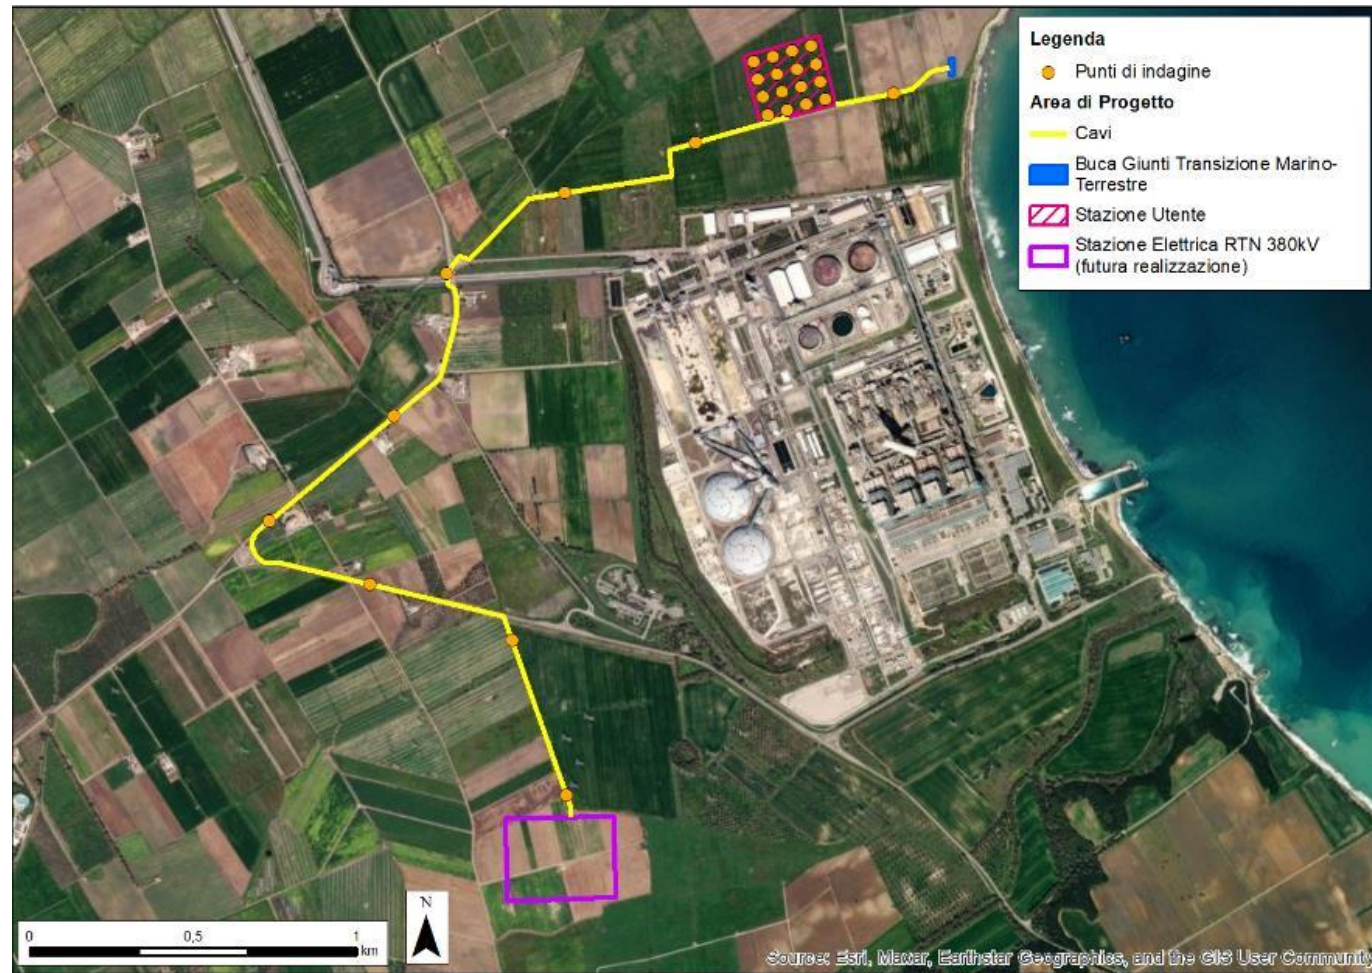 Legenda
Punti di indagine
Area di Progetto
Cavi
Buca Giunti Transizione Marino-
Terrestre
Stazione Utente
Stazione Elettrica RTN 380kV
(futura realizzazione)
N
0 0,5 1
km
Source: Esri, Maxar, Earthstar Geographics, and the GIS User Community